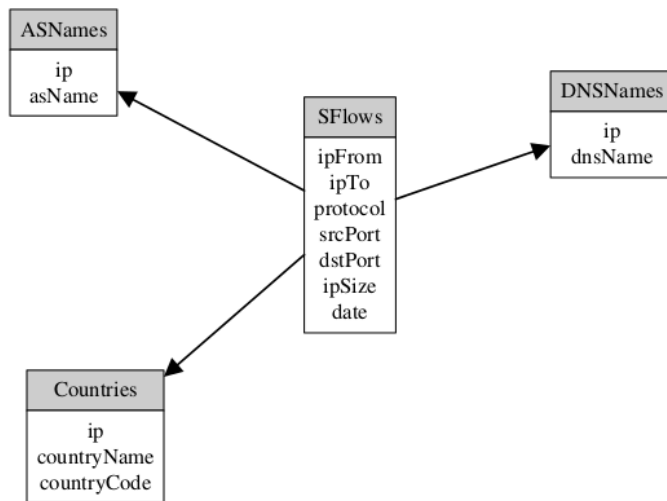 ASNames
ip
asName
SFlows
ipFrom
ipTo
protocol
srcPort
dstPort
ipSize
date
DNSNames
ip
dnsName
Countries
ip
countryName
countryCode